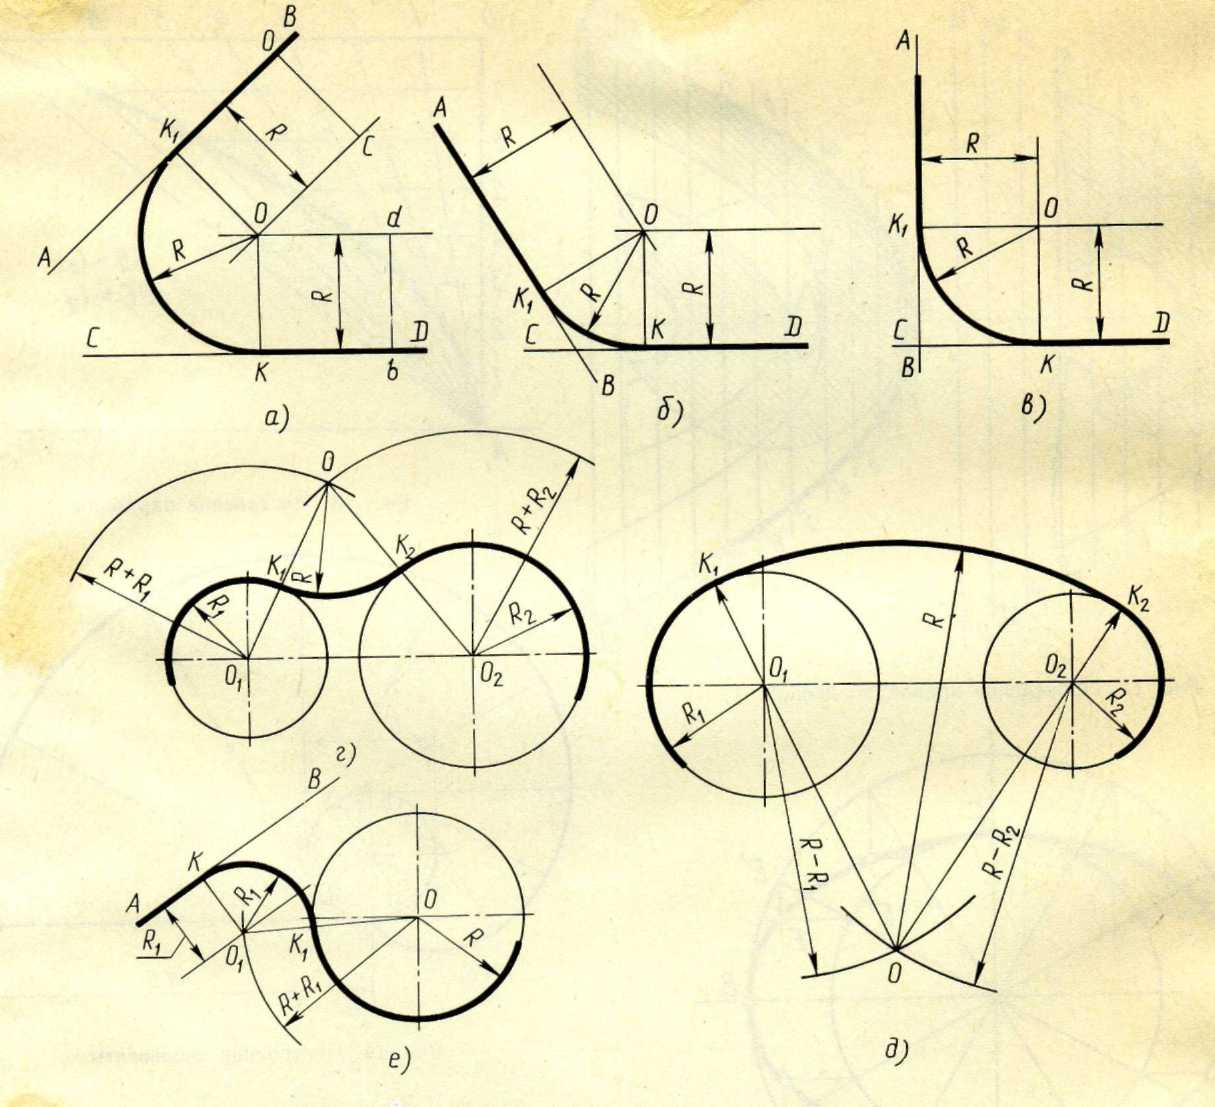 B
O
K₁
R
C
A
O
d
R
R
C
D
K
b
а)
A
R
O
K₁
R
R
C
K
D
B
б)
A
R
K₁
O
R
R
C
D
B
K
в)
O
R+R₁
K₁
R
K₂
R+R₂
R₁
R₂
O₁
O₂
г)
K₁
K₂
R
O₁
O₂
R₁
R₂
R-R₁
R-R₂
O
д)
B
K
A
R₁
R₁
O₁
K₁
O
R
R+R₁
е)